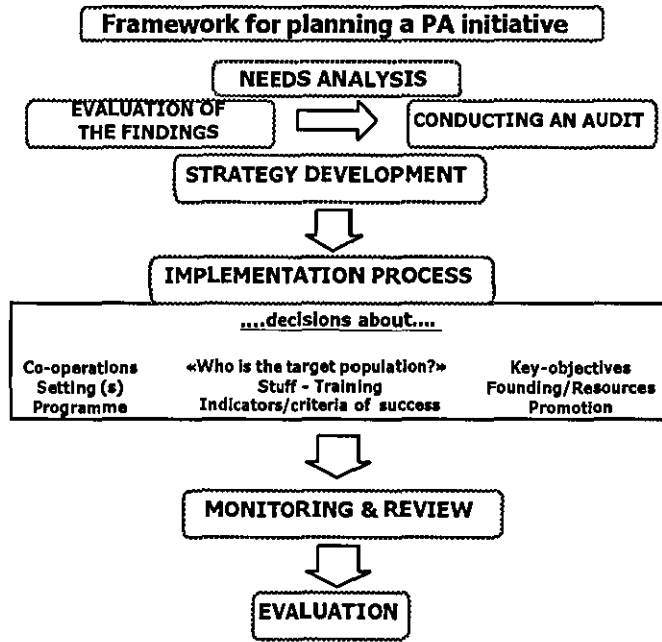 Framework for planning a PA initiative
NEEDS ANALYSIS
EVALUATION OF
THE FINDINGS
CONDUCTING AN AUDIT
STRATEGY DEVELOPMENT
IMPLEMENTATION PROCESS
....decisions about....
Co-operations
Setting (s)
Programme
«Who is the target population?»
Stuff - Training
Indicators/criteria of success
Key-objectives
Founding/Resources
Promotion
MONITORING & REVIEW
EVALUATION